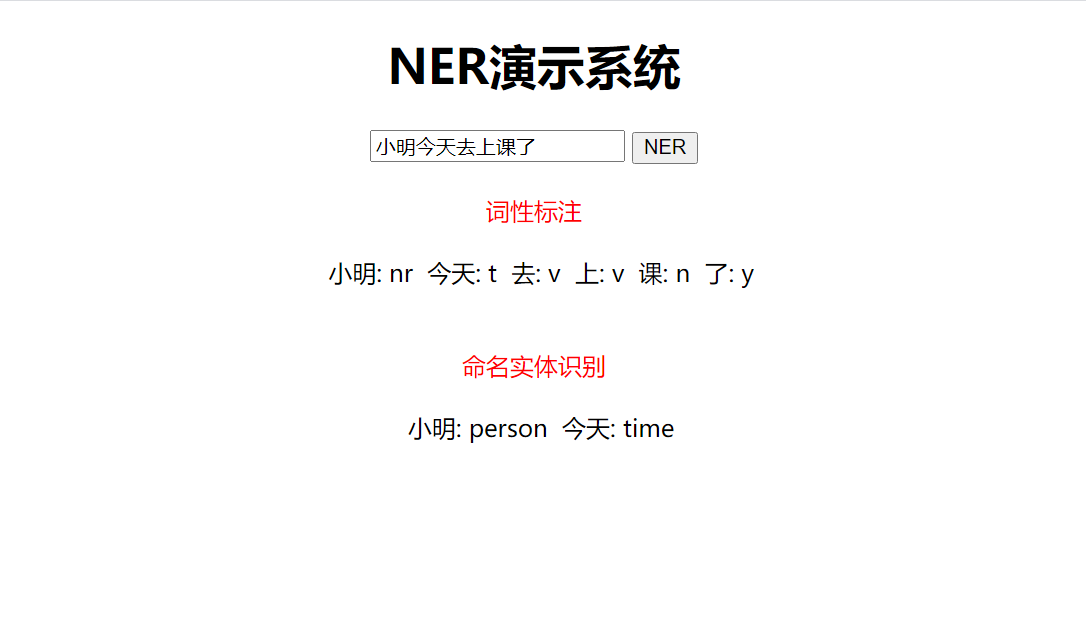 NER演示系统
小明今天去上课了 NER
词性标注
小明: nr 今天: t 去: v 上: v 课: n 了: y
命名实体识别
小明: person 今天: time